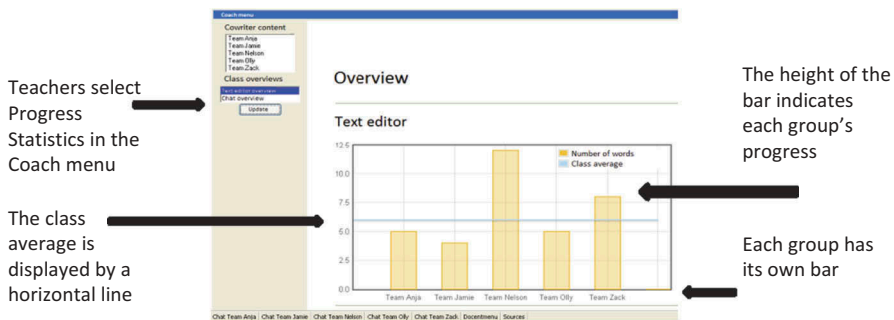 Coach menu
Cowriter content
Team Anja
Team Jamie
Team Nelson
Team Olly
Team Zack
Class overviews
Text editor overview
Chat overview
Update
Teachers select
Progress
Statistics in the
Coach menu
The class
average is
displayed by a
horizontal line
Overview
Text editor
Number of words
Class average
12.5
10.0
7.5
5.0
2.5
0.0
Team Anja Team Jamie Team Nelson Team Olly Team Zack
The height of the
bar indicates
each group's
progress
Each group has
its own bar
Chat Team Anja Chat Team Jamie Chat Team Nelson Chat Team Olly Chat Team Zack Docentmenu Sources